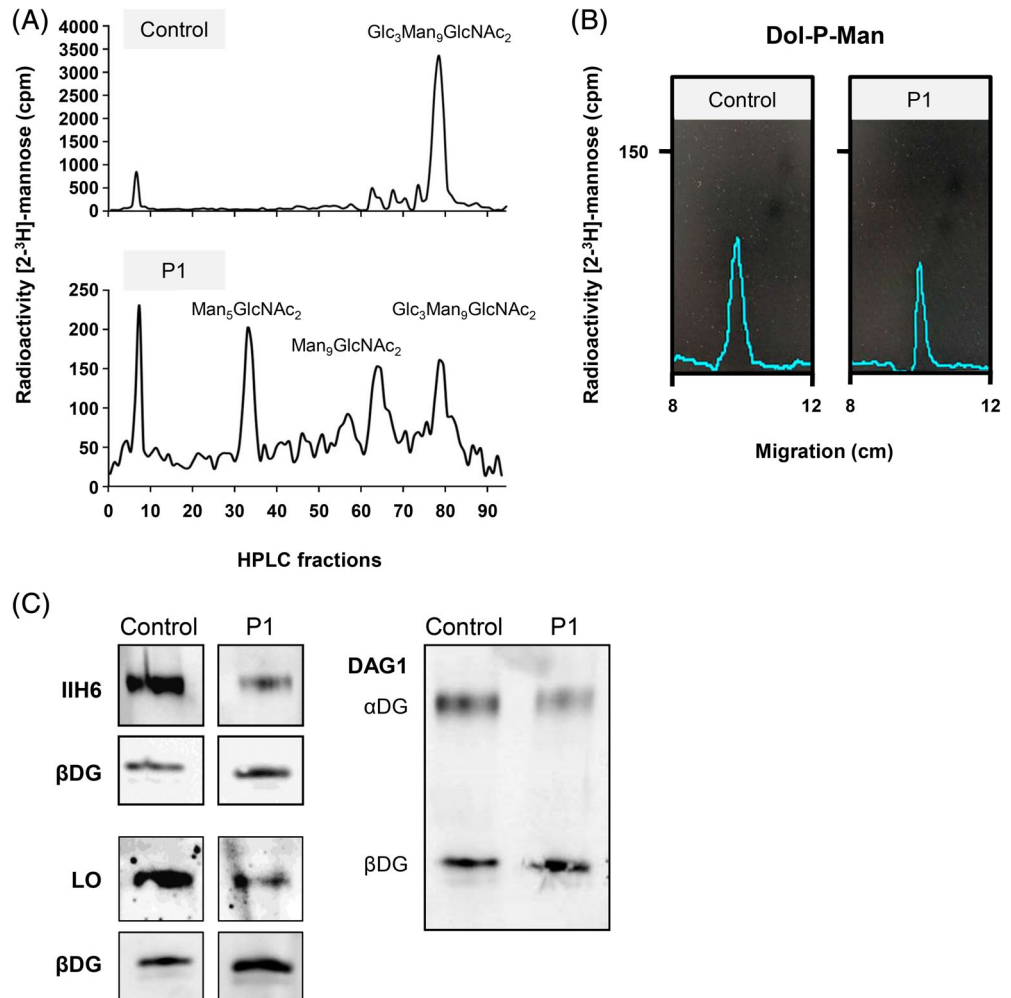 (A)
Control
Glc₃Man₉GlcNAc₂
4000
3500
3000
2500
2000
1500
1000
500
0
Radioactivity [2-³H]-mannose (cpm)
P1
Man₅GlcNAc₂
Man₉GlcNAc₂
Glc₃Man₉GlcNAc₂
250
200
150
100
50
0
0 10 20 30 40 50 60 70 80 90
HPLC fractions
(B)
Dol-P-Man
Control P1
150
Radioactivity [2-³H]-mannose (cpm)
8 12 8 12
Migration (cm)
(C)
Control P1
IIH6
βDG
LO
βDG
Control P1
DAG1
αDG
βDG